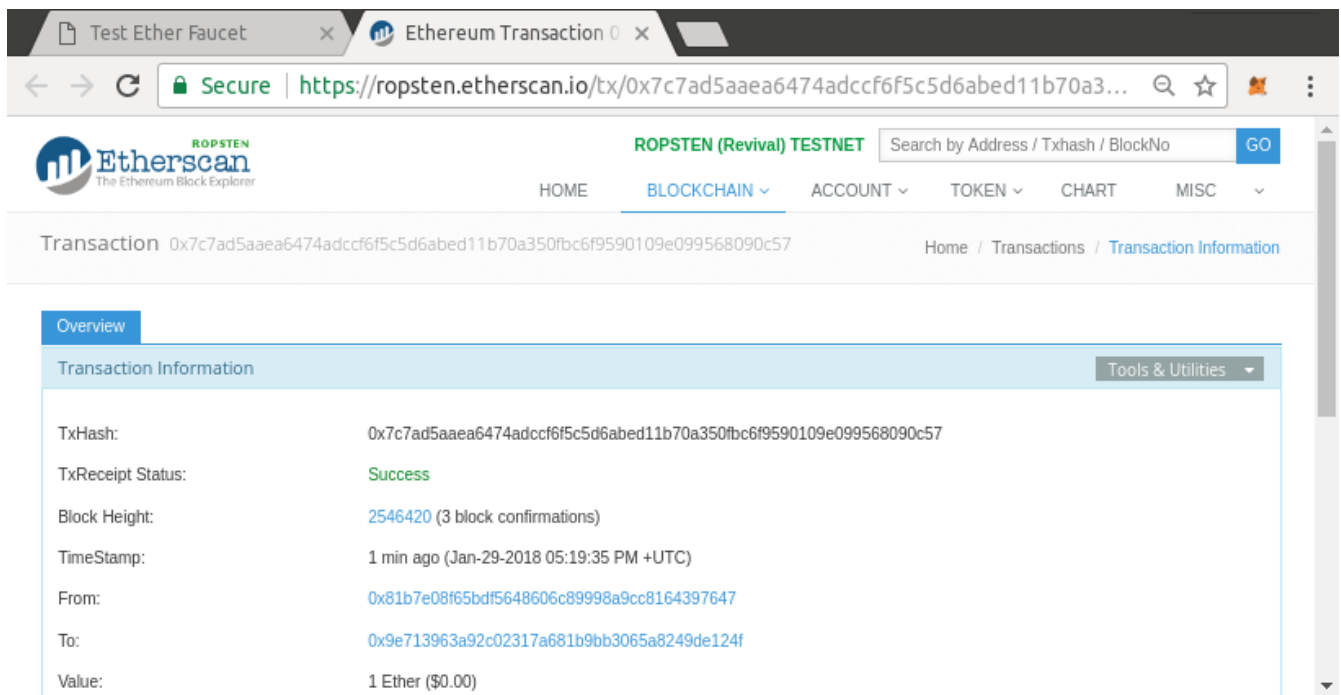 Test Ether Faucet
Ethereum Transaction 0
Secure https://ropsten.etherscan.io/tx/0x7c7ad5aaea6474adccf6f5c5d6abed11b70a3...
ROPSTEN
Etherscan
The Ethereum Block Explorer
ROPSTEN (Revival) TESTNET Search by Address / Txhash / BlockNo GO
HOME BLOCKCHAIN ACCOUNT TOKEN CHART MISC
Transaction 0x7c7ad5aaea6474adccf6f5c5d6abed11b70a350fbc6f9590109e099568090c57
Home / Transactions / Transaction Information
Overview
Transaction Information Tools & Utilities
TxHash: 0x7c7ad5aaea6474adccf6f5c5d6abed11b70a350fbc6f9590109e099568090c57
TxReceipt Status: Success
Block Height: 2546420 (3 block confirmations)
TimeStamp: 1 min ago (Jan-29-2018 05:19:35 PM +UTC)
From: 0x81b7e08f65bdf5648606c89998a9cc8164397647
To: 0x9e713963a92c02317a681b9bb3065a8249de124f
Value: 1 Ether ($0.00)